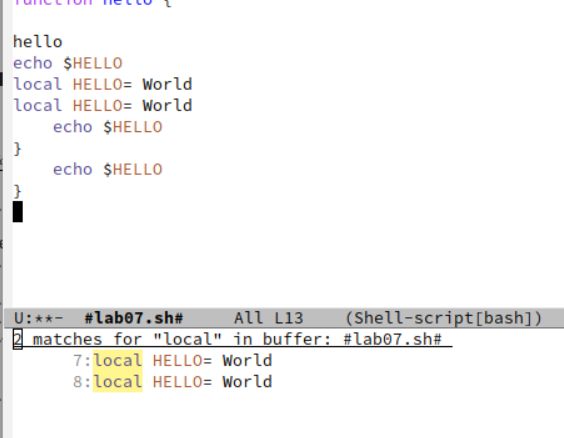 function hello {
hello
echo $HELLO
local HELLO= World
local HELLO= World
    echo $HELLO
}
    echo $HELLO
}
U:**-  #lab07.sh#     All L13    (Shell-script[bash])
2 matches for "local" in buffer: #lab07.sh#
      7:local HELLO= World
      8:local HELLO= World